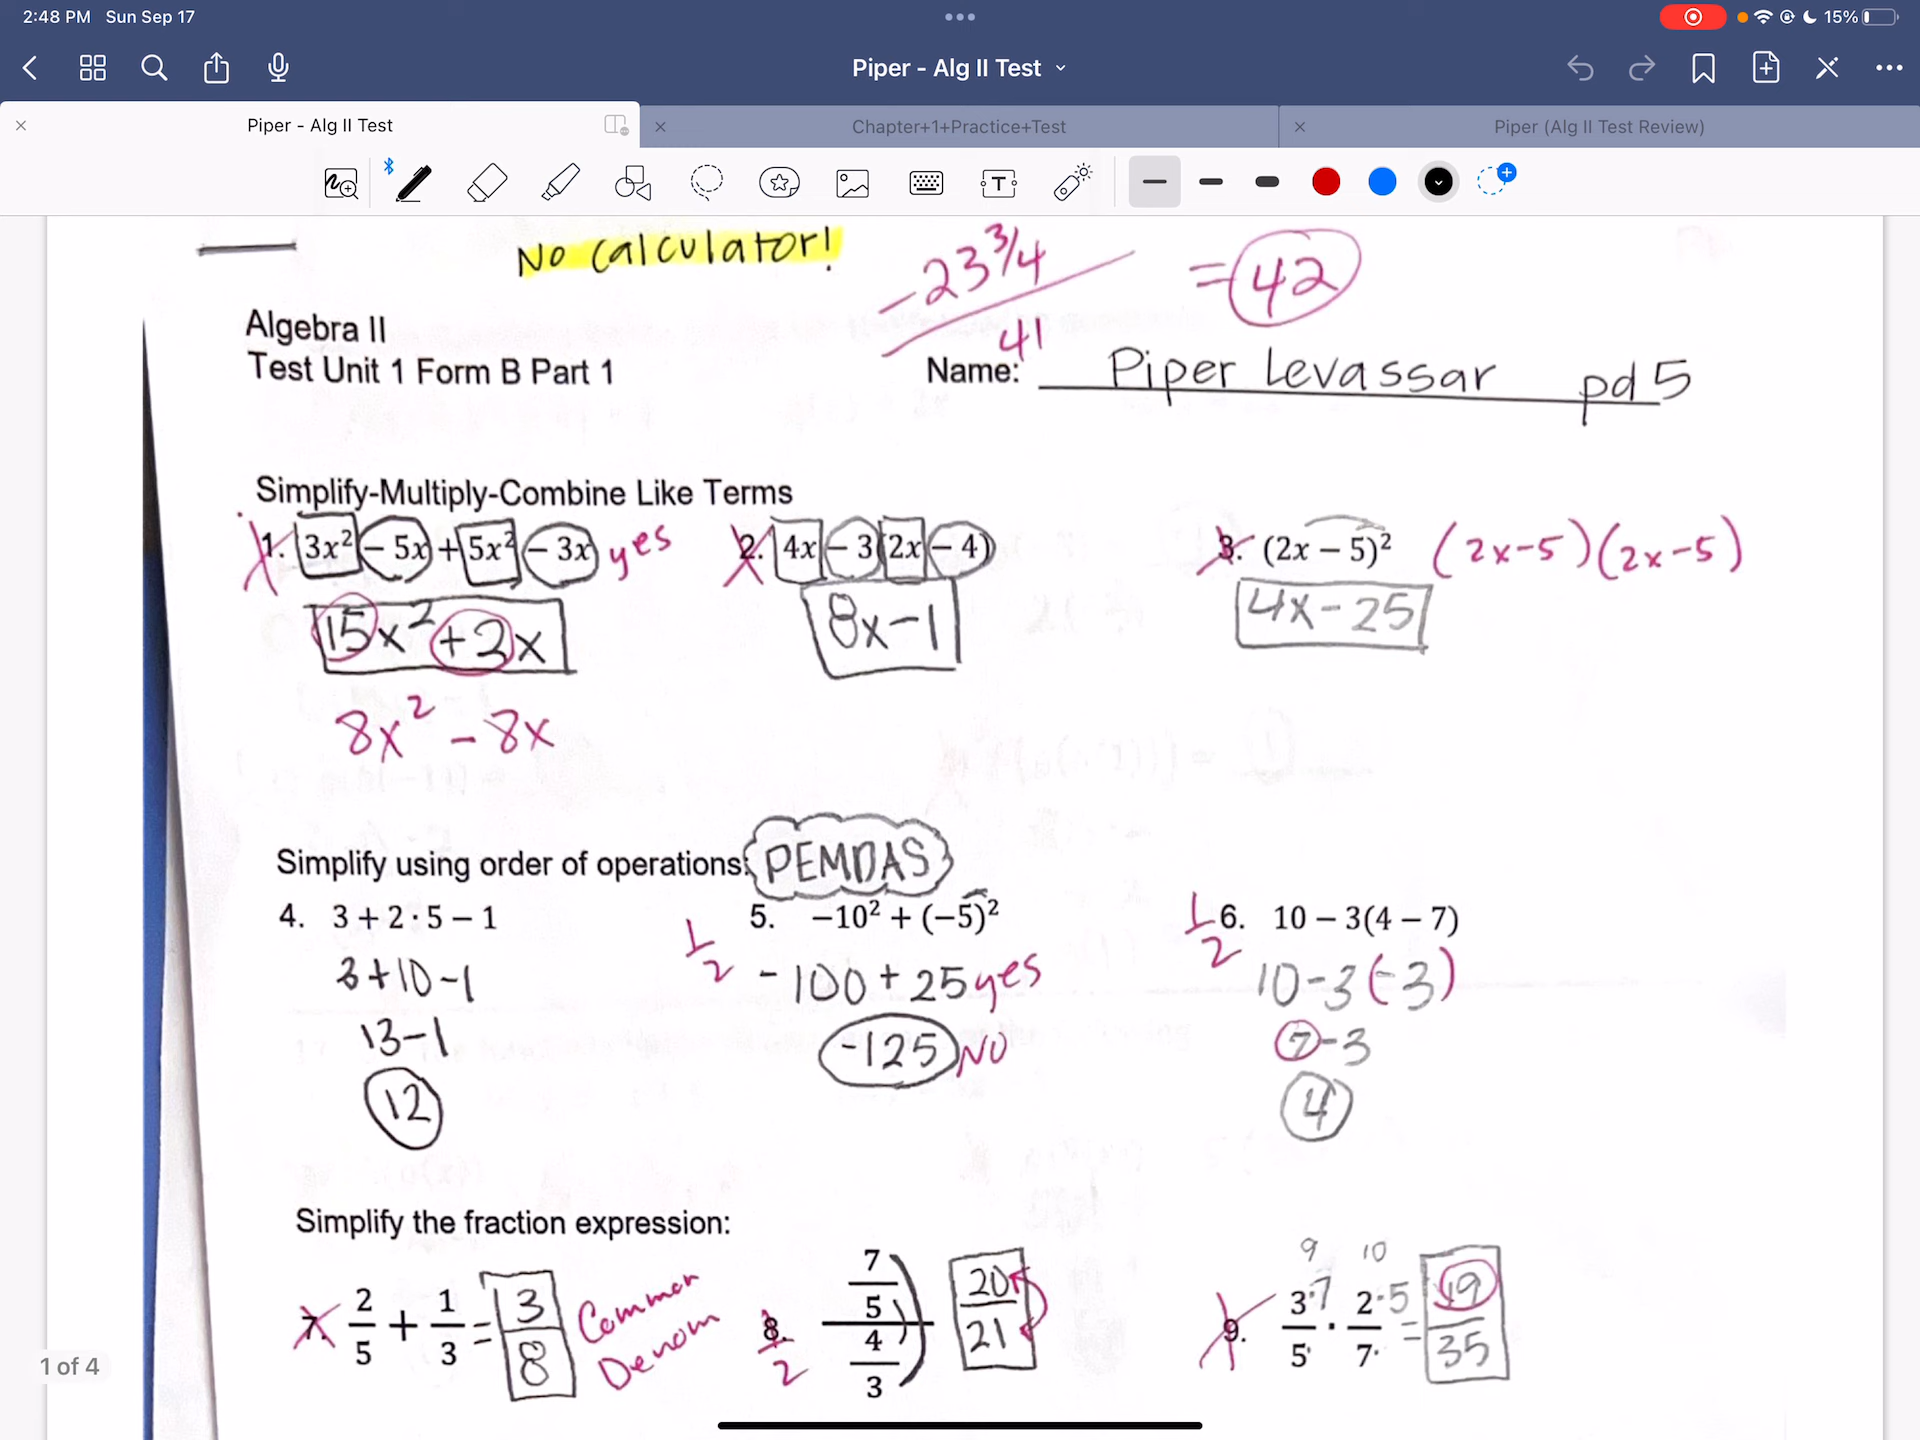 2:48 PM Sun Sep 17
15%
Piper - Alg II Test
Piper - Alg II Test
Chapter+1+Practice+Test
Piper (Alg II Test Review)
No calculator!
-23 3/4
41
= 42
Algebra II
Test Unit 1 Form B Part 1
Name: Piper Levassar pd 5
Simplify-Multiply-Combine Like Terms
1. 3x² – 5x + 5x² – 3x yes
15x² + 2x
8x² - 8x
2. 4x – 3(2x – 4)
8x-1
3. (2x – 5)² (2x-5)(2x-5)
4x-25
Simplify using order of operations: PEMDAS
4. 3 + 2 · 5 – 1
3+10-1
13-1
12
1/2 5. –10² + (–5)²
-100 + 25 yes
-125 NO
1/2 6. 10 – 3(4 – 7)
10-3(-3)
7-3
4
Simplify the fraction expression:
7. 2/5 + 1/3 = 3/8 Common Denom
1/2 8. 7/5 / 4/3 20/21
9 10
9. 3·7/5 · 2·5/7 = 19/35
1 of 4